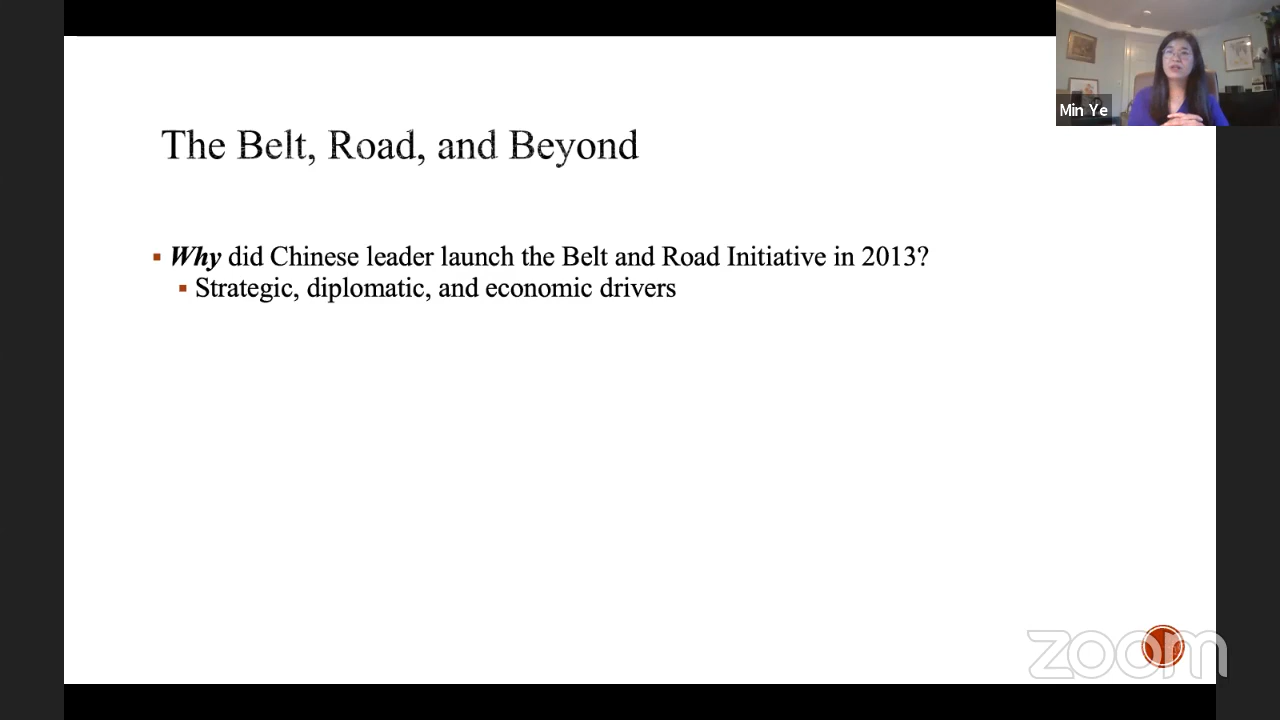 Min Ye
The Belt, Road, and Beyond
Why did Chinese leader launch the Belt and Road Initiative in 2013?
Strategic, diplomatic, and economic drivers
zoom